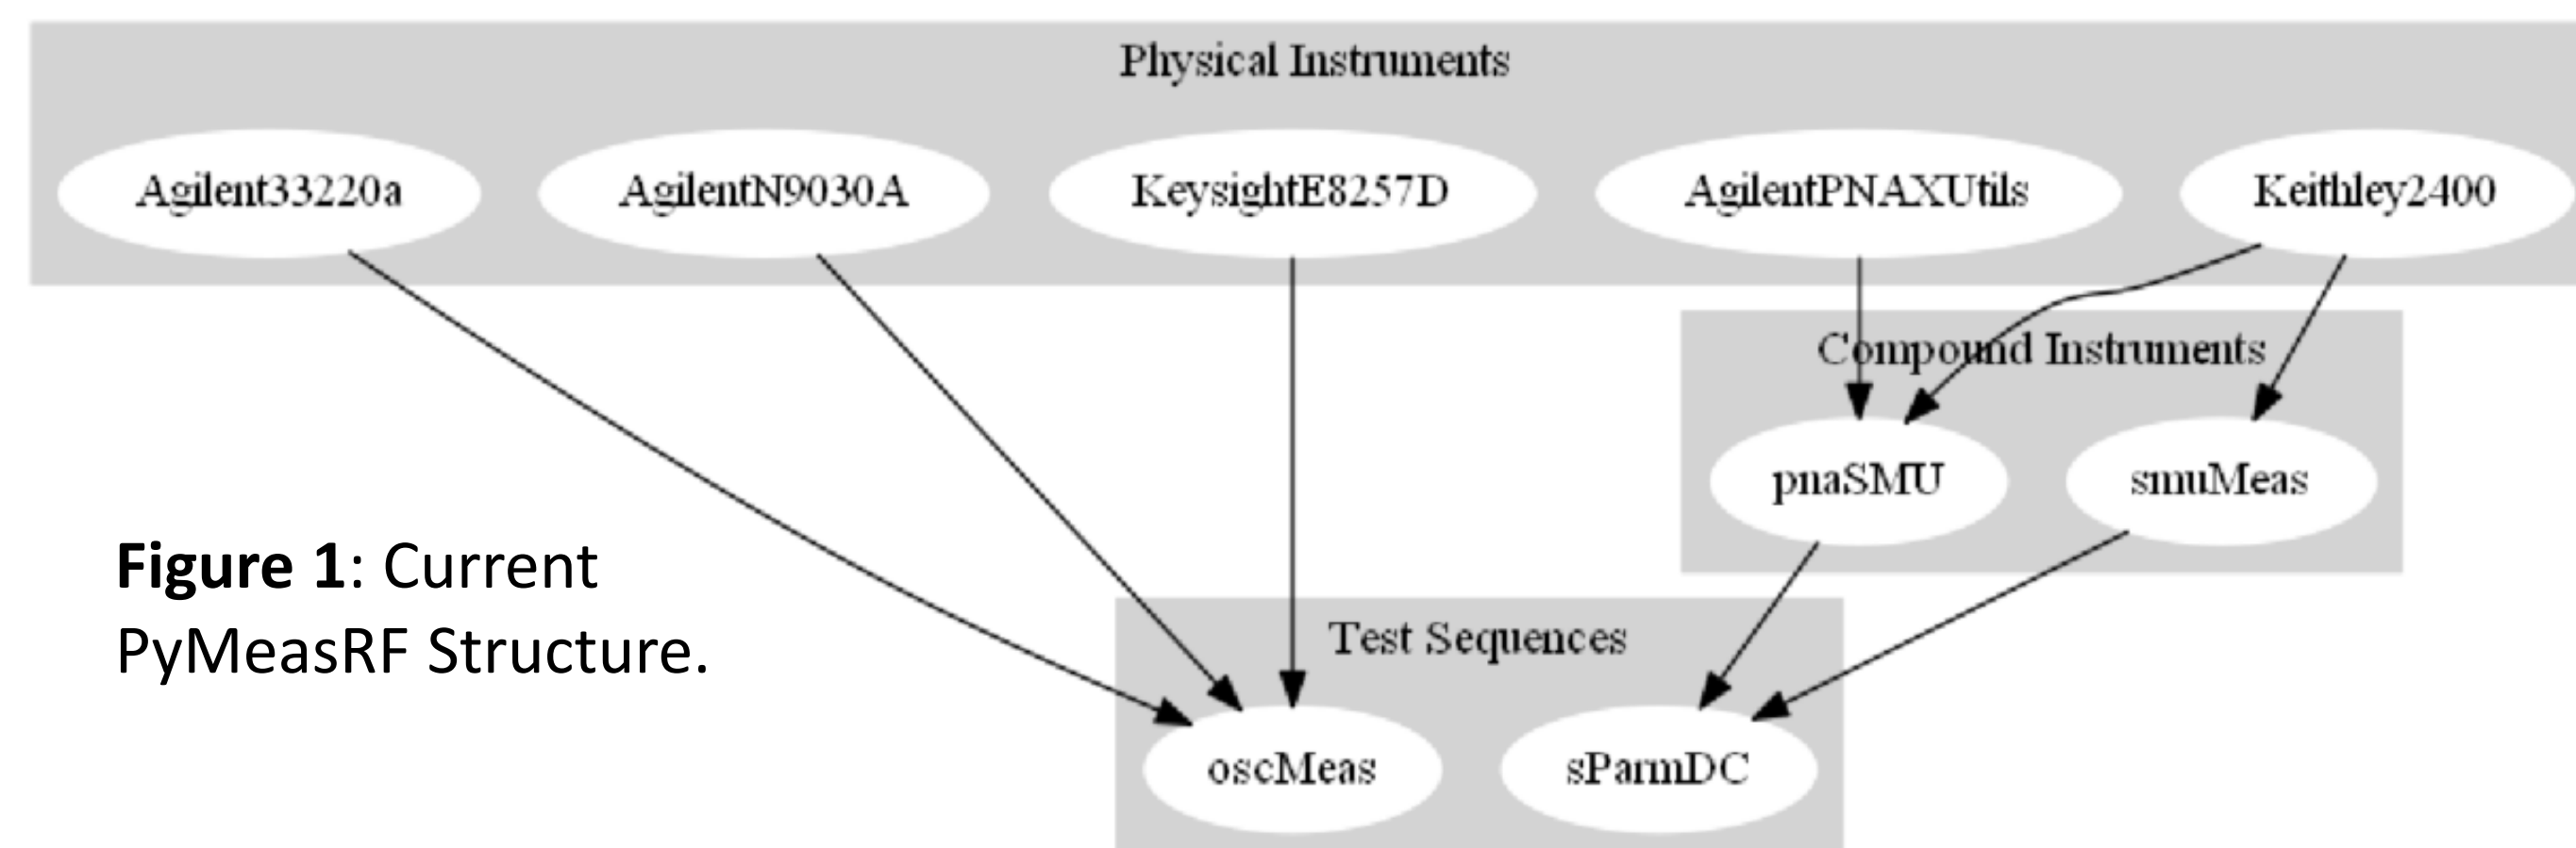 Physical Instruments
Agilent33220a
AgilentN9030A
KeysightE8257D
AgilentPNAXUtils
Keithley2400
Compound Instruments
pnaSMU
smuMeas
Test Sequences
oscMeas
sParmDC
Figure 1: Current
PyMeasRF Structure.